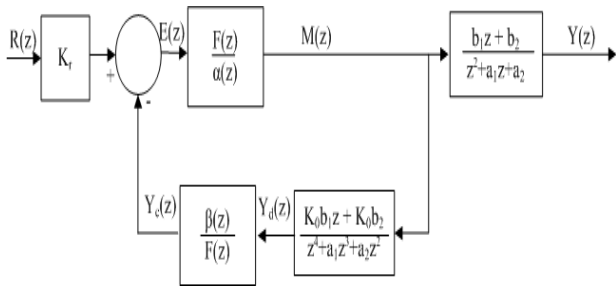 R(z)
K_r
+
-
E(z)
F(z)
α(z)
M(z)
b₁z + b₂
z²+a₁z+a₂
Y(z)
Y_c(z)
β(z)
F(z)
Y_d(z)
K₀b₁z + K₀b₂
z⁴+a₁z³+a₂z²